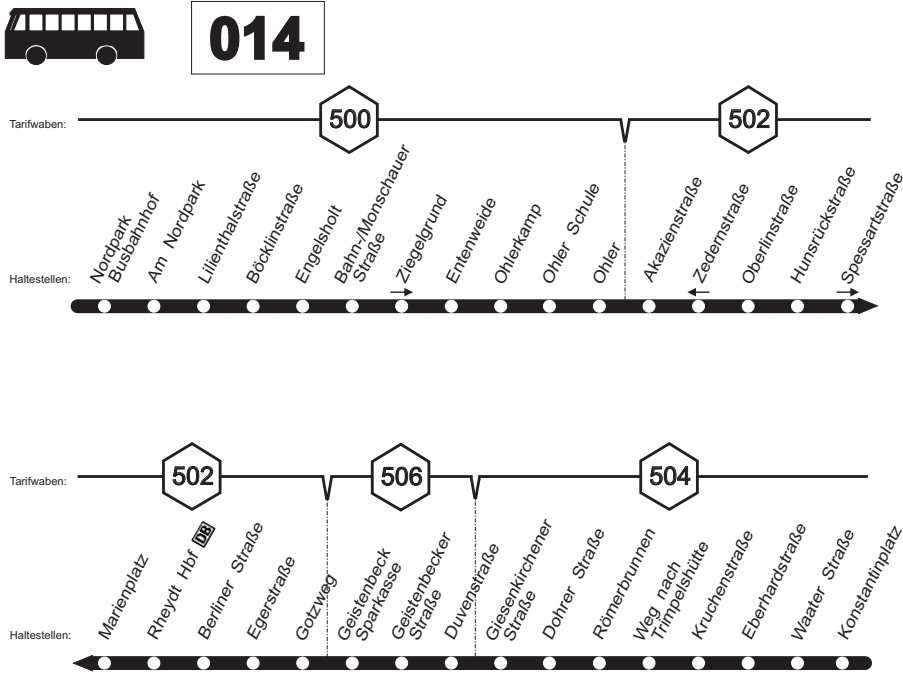 014
Tarifwaben:
500
502
Haltestellen:
Nordpark
Busbahnhof
Am Nordpark
Lilienthalstraße
Böcklinstraße
Engelsholt
Bahn-/Monschauer
Straße
Ziegelgrund
Entenweide
Ohlerkamp
Ohler Schule
Ohler
Akazienstraße
Zedernstraße
Oberlinstraße
Hunsrückstraße
Spessartstraße
Tarifwaben:
502
506
504
Haltestellen:
Marienplatz
Rheydt Hbf DB
Berliner Straße
Egerstraße
Gotzweg
Geistenbeck
Sparkasse
Geistenbecker
Straße
Duvenstraße
Giesenkirchener
Straße
Dohrer Straße
Römerbrunnen
Weg nach
Trimpelshütte
Kruchenstraße
Eberhardstraße
Waater Straße
Konstantinplatz